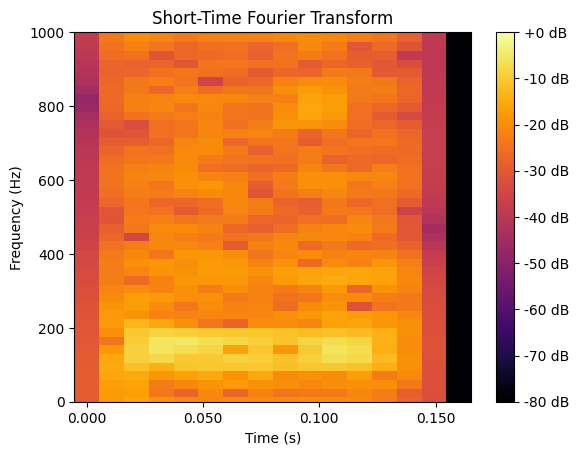 Short-Time Fourier Transform
1000
800
600
400
200
0
Frequency (Hz)
0.000
0.050
0.100
0.150
Time (s)
+0 dB
-10 dB
-20 dB
-30 dB
-40 dB
-50 dB
-60 dB
-70 dB
-80 dB